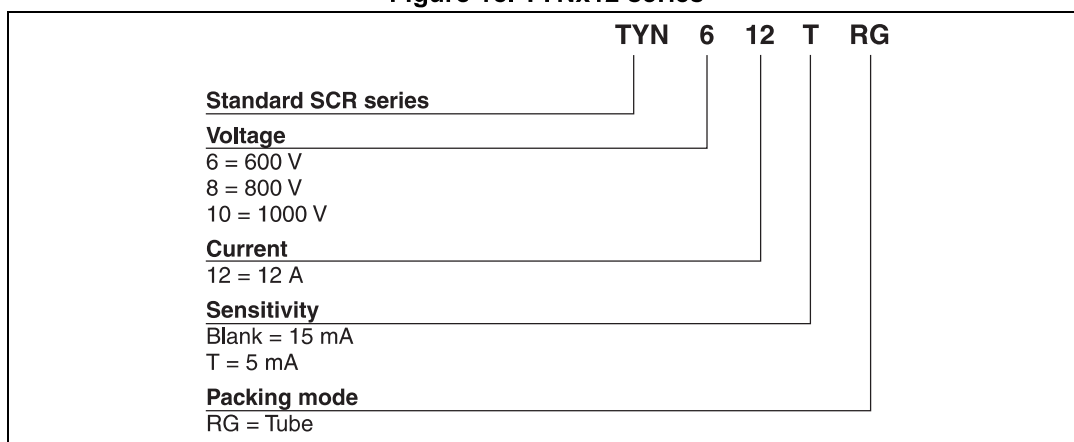 TYN 6 12 T RG
Standard SCR series
Voltage
6 = 600 V
8 = 800 V
10 = 1000 V
Current
12 = 12 A
Sensitivity
Blank = 15 mA
T = 5 mA
Packing mode
RG = Tube